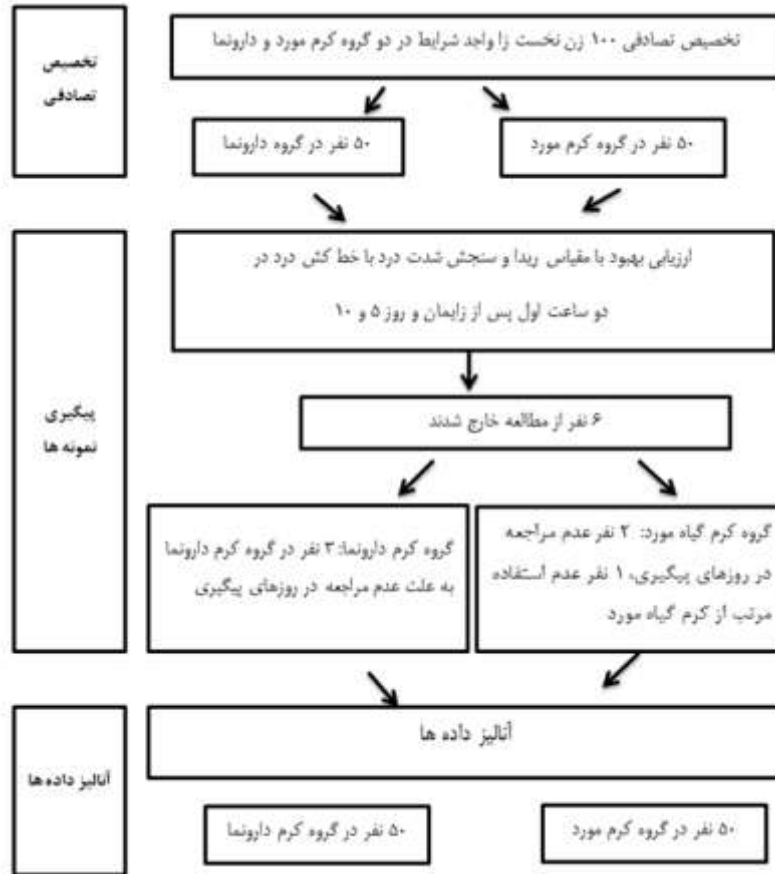 تخصیص
تصادفی
تخصیص تصادفی ۱۰۰ زن نخست زا واجد شرایط در دو گروه کرم مورد و دارونما
۵۰ نفر در گروه کرم مورد
۵۰ نفر در گروه دارونما
پیگیری
نمونه ها
ارزیابی بهبود با مقیاس ریدا و سنجش شدت درد با خط کش درد در
دو ساعت اول پس از زایمان و روز ۵ و ۱۰
۶ نفر از مطالعه خارج شدند
گروه کرم گیاه مورد: ۲ نفر عدم مراجعه
در روزهای پیگیری، ۱ نفر عدم استفاده
مرتب از کرم گیاه مورد
گروه کرم دارونما: ۳ نفر در گروه کرم دارونما
به علت عدم مراجعه در روزهای پیگیری
آنالیز داده ها
آنالیز داده ها
۵۰ نفر در گروه کرم مورد
۵۰ نفر در گروه کرم دارونما